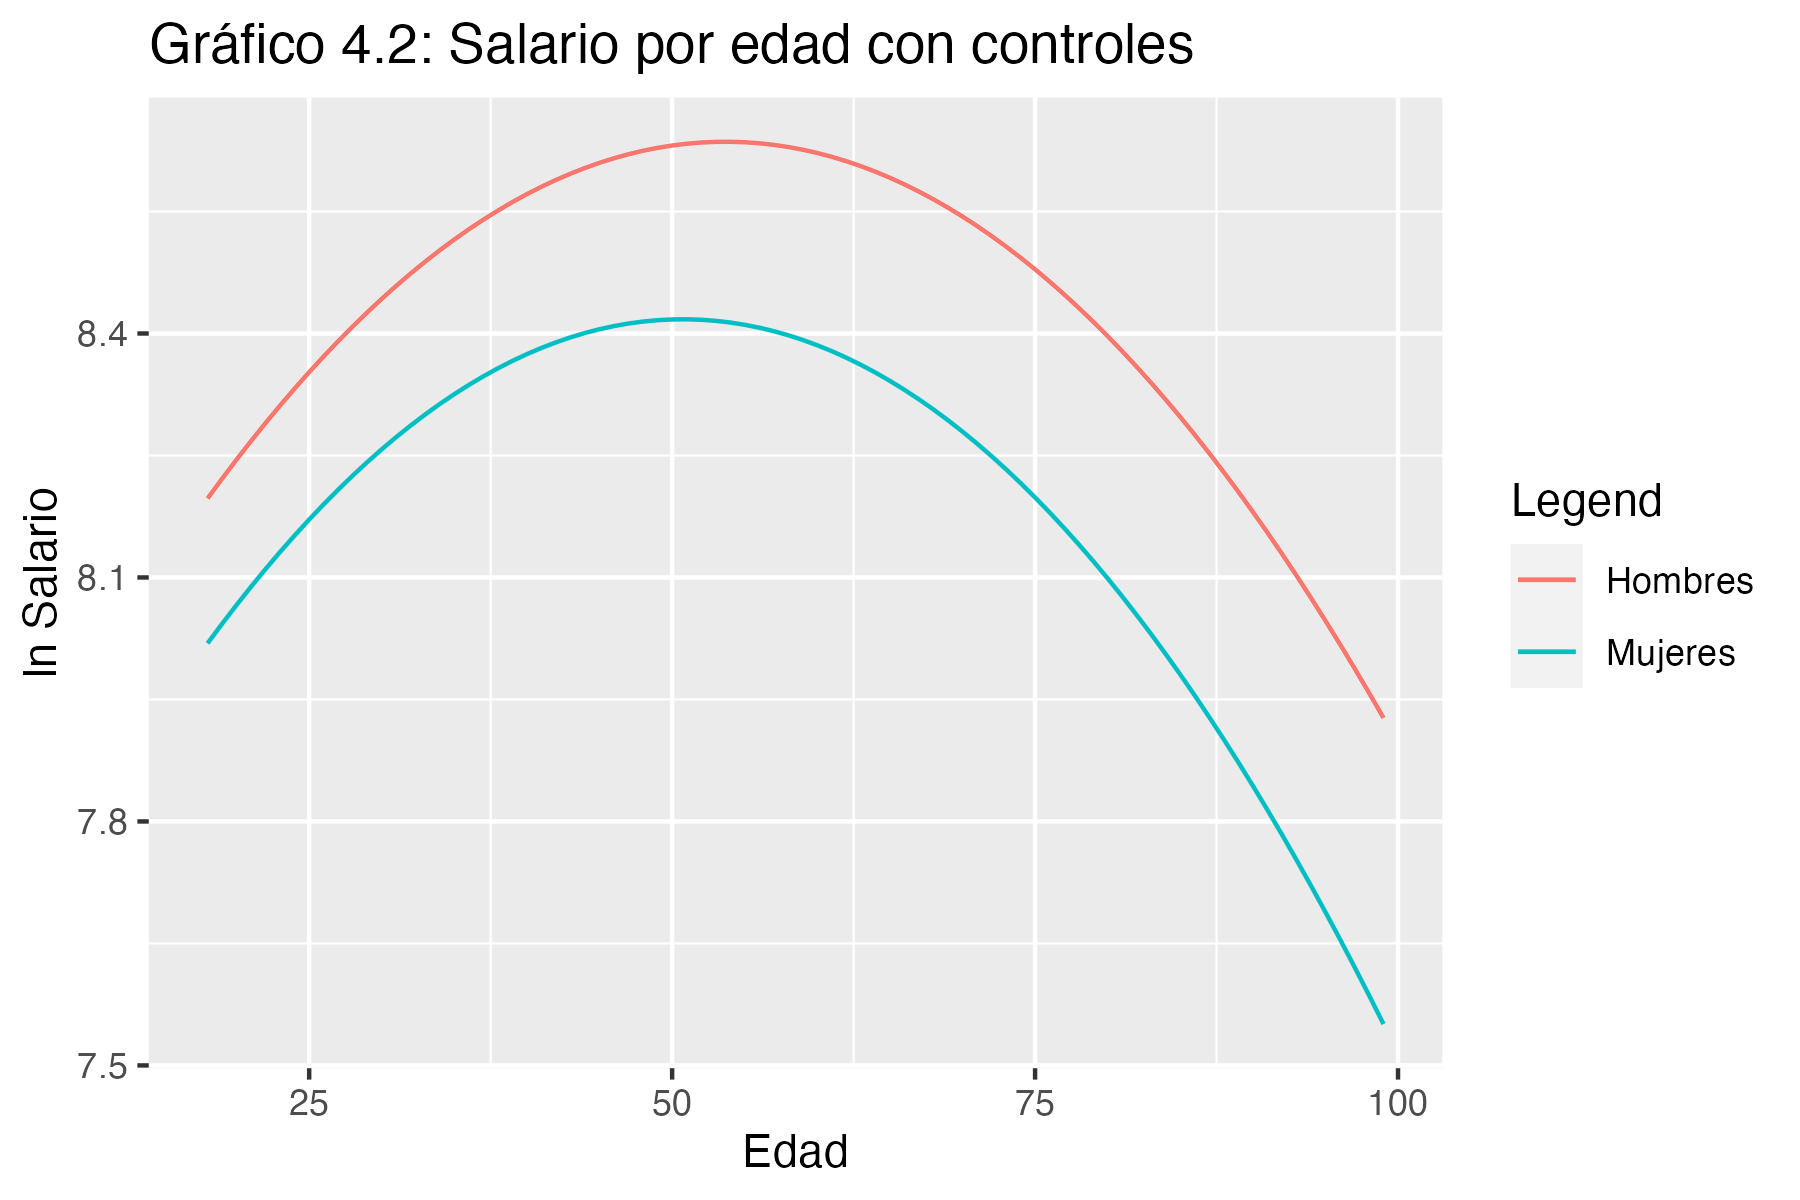 Gráfico 4.2: Salario por edad con controles
ln Salario
8.4
8.1
7.8
7.5
25 50 75 100
Edad
Legend
Hombres
Mujeres